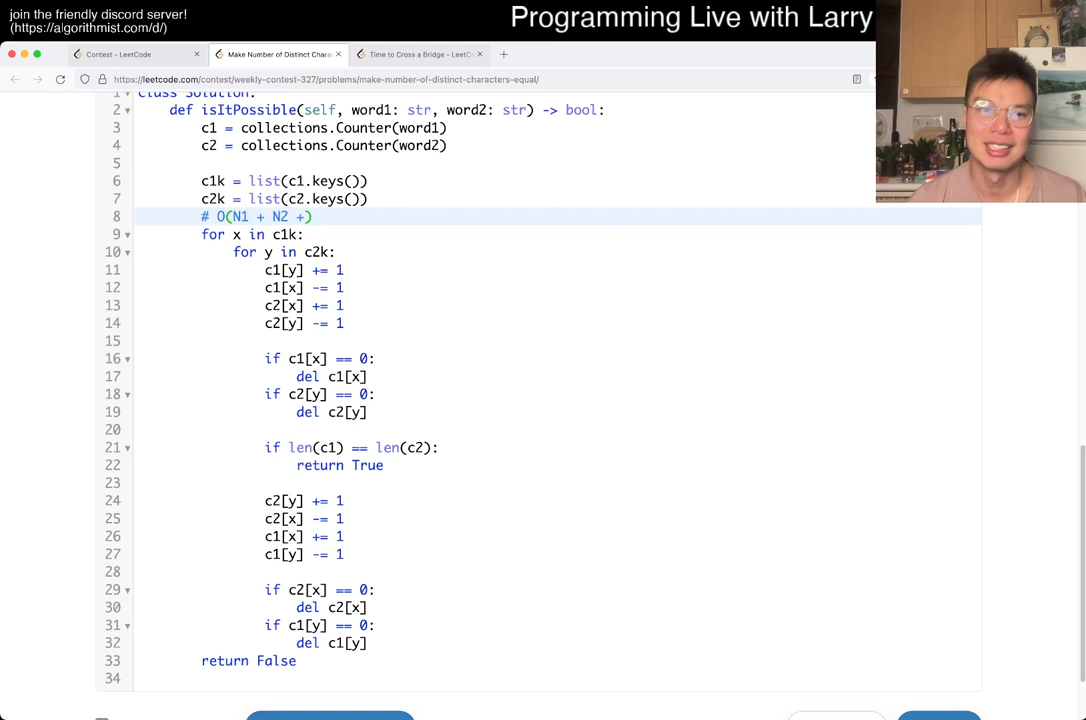 join the friendly discord server!
(https://algorithmist.com/d/)
Programming Live with Larry
Contest - LeetCode
Make Number of Distinct Charac
Time to Cross a Bridge - LeetCo
https://leetcode.com/contest/weekly-contest-327/problems/make-number-of-distinct-characters-equal/
1 class Solution:
2 def isItPossible(self, word1: str, word2: str) -> bool:
3 c1 = collections.Counter(word1)
4 c2 = collections.Counter(word2)
5
6 c1k = list(c1.keys())
7 c2k = list(c2.keys())
8 # O(N1 + N2 +)
9 for x in c1k:
10 for y in c2k:
11 c1[y] += 1
12 c1[x] -= 1
13 c2[x] += 1
14 c2[y] -= 1
15
16 if c1[x] == 0:
17 del c1[x]
18 if c2[y] == 0:
19 del c2[y]
20
21 if len(c1) == len(c2):
22 return True
23
24 c2[y] += 1
25 c2[x] -= 1
26 c1[x] += 1
27 c1[y] -= 1
28
29 if c2[x] == 0:
30 del c2[x]
31 if c1[y] == 0:
32 del c1[y]
33 return False
34